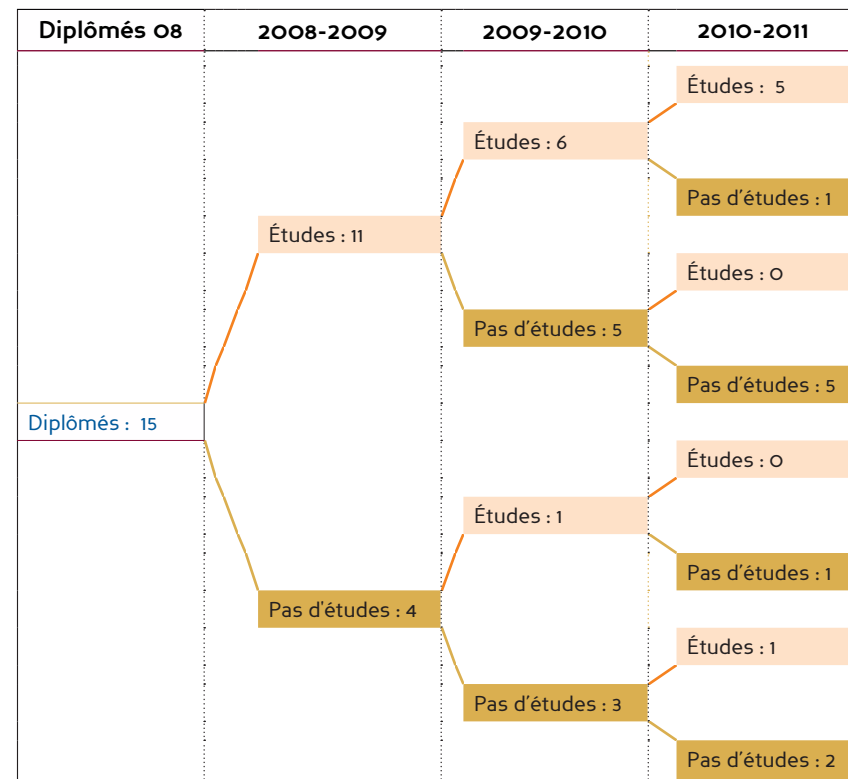 Diplômés 08 2008-2009 2009-2010 2010-2011
Études : 5
Études : 6
Pas d'études : 1
Études : 11
Études : 0
Pas d'études : 5
Pas d'études : 5
Diplômés : 15
Études : 0
Études : 1
Pas d'études : 1
Pas d'études : 4
Études : 1
Pas d'études : 3
Pas d'études : 2